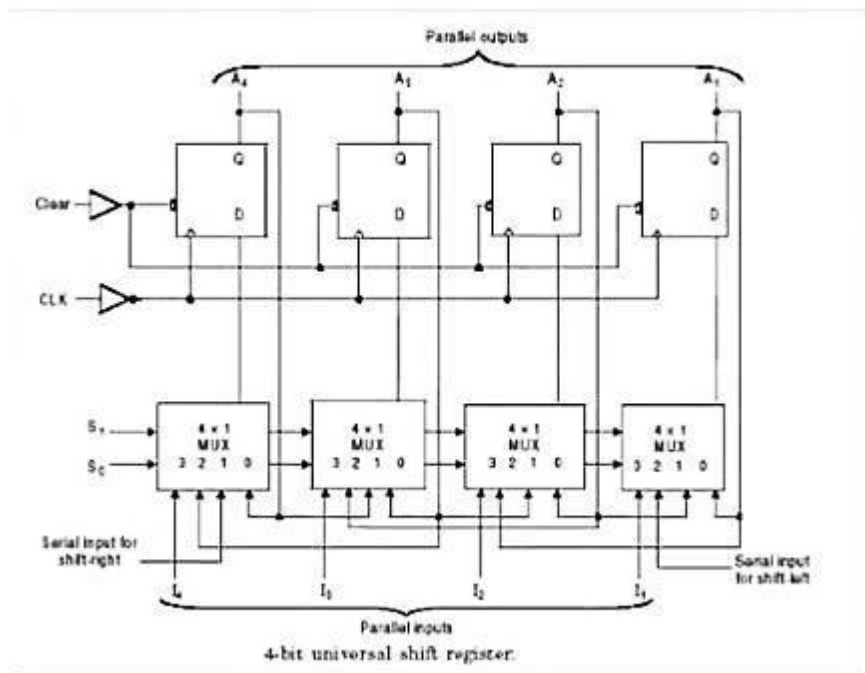 Parallel outputs
A4 A3 A2 A1
Q Q Q Q
Clear
D D D D
CLK
S1
4 × 1 4 × 1 4 × 1 4 × 1
MUX MUX MUX MUX
S0
3 2 1 0 3 2 1 0 3 2 1 0 3 2 1 0
Serial input for
shift-right
Serial input
for shift-left
I4 I3 I2 I1
Parallel inputs
4-bit universal shift register.